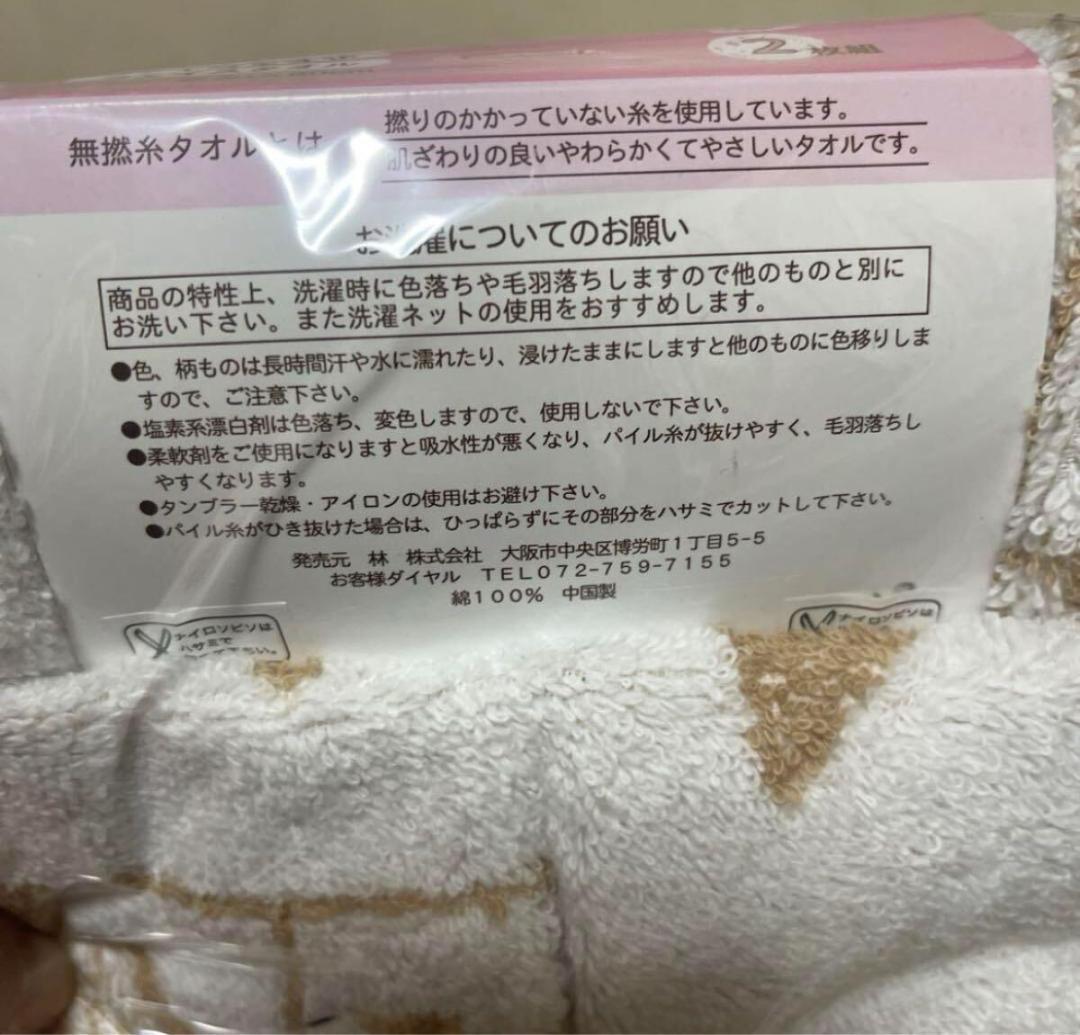 2枚組
無撚糸タオルとは
撚りのかかっていない糸を使用しています。
肌ざわりの良いやわらかくてやさしいタオルです。
お洗濯についてのお願い
商品の特性上、洗濯時に色落ちや毛羽落ちしますので他のものと別に
お洗い下さい。また洗濯ネットの使用をおすすめします。
●色、柄ものは長時間汗や水に濡れたり、浸けたままにしますと他のものに色移りしま
すので、ご注意下さい。
●塩素系漂白剤は色落ち、変色しますので、使用しないで下さい。
●柔軟剤をご使用になりますと吸水性が悪くなり、パイル糸が抜けやすく、毛羽落ちし
やすくなります。
●タンブラー乾燥・アイロンの使用はお避け下さい。
●パイル糸がひき抜けた場合は、ひっぱらずにその部分をハサミでカットして下さい。
発売元 林 株式会社 大阪市中央区博労町1丁目5-5
お客様ダイヤル TEL072-759-7155
綿100% 中国製
ナイロンピンは
ハサミで
下さい。
ナイロンピンは